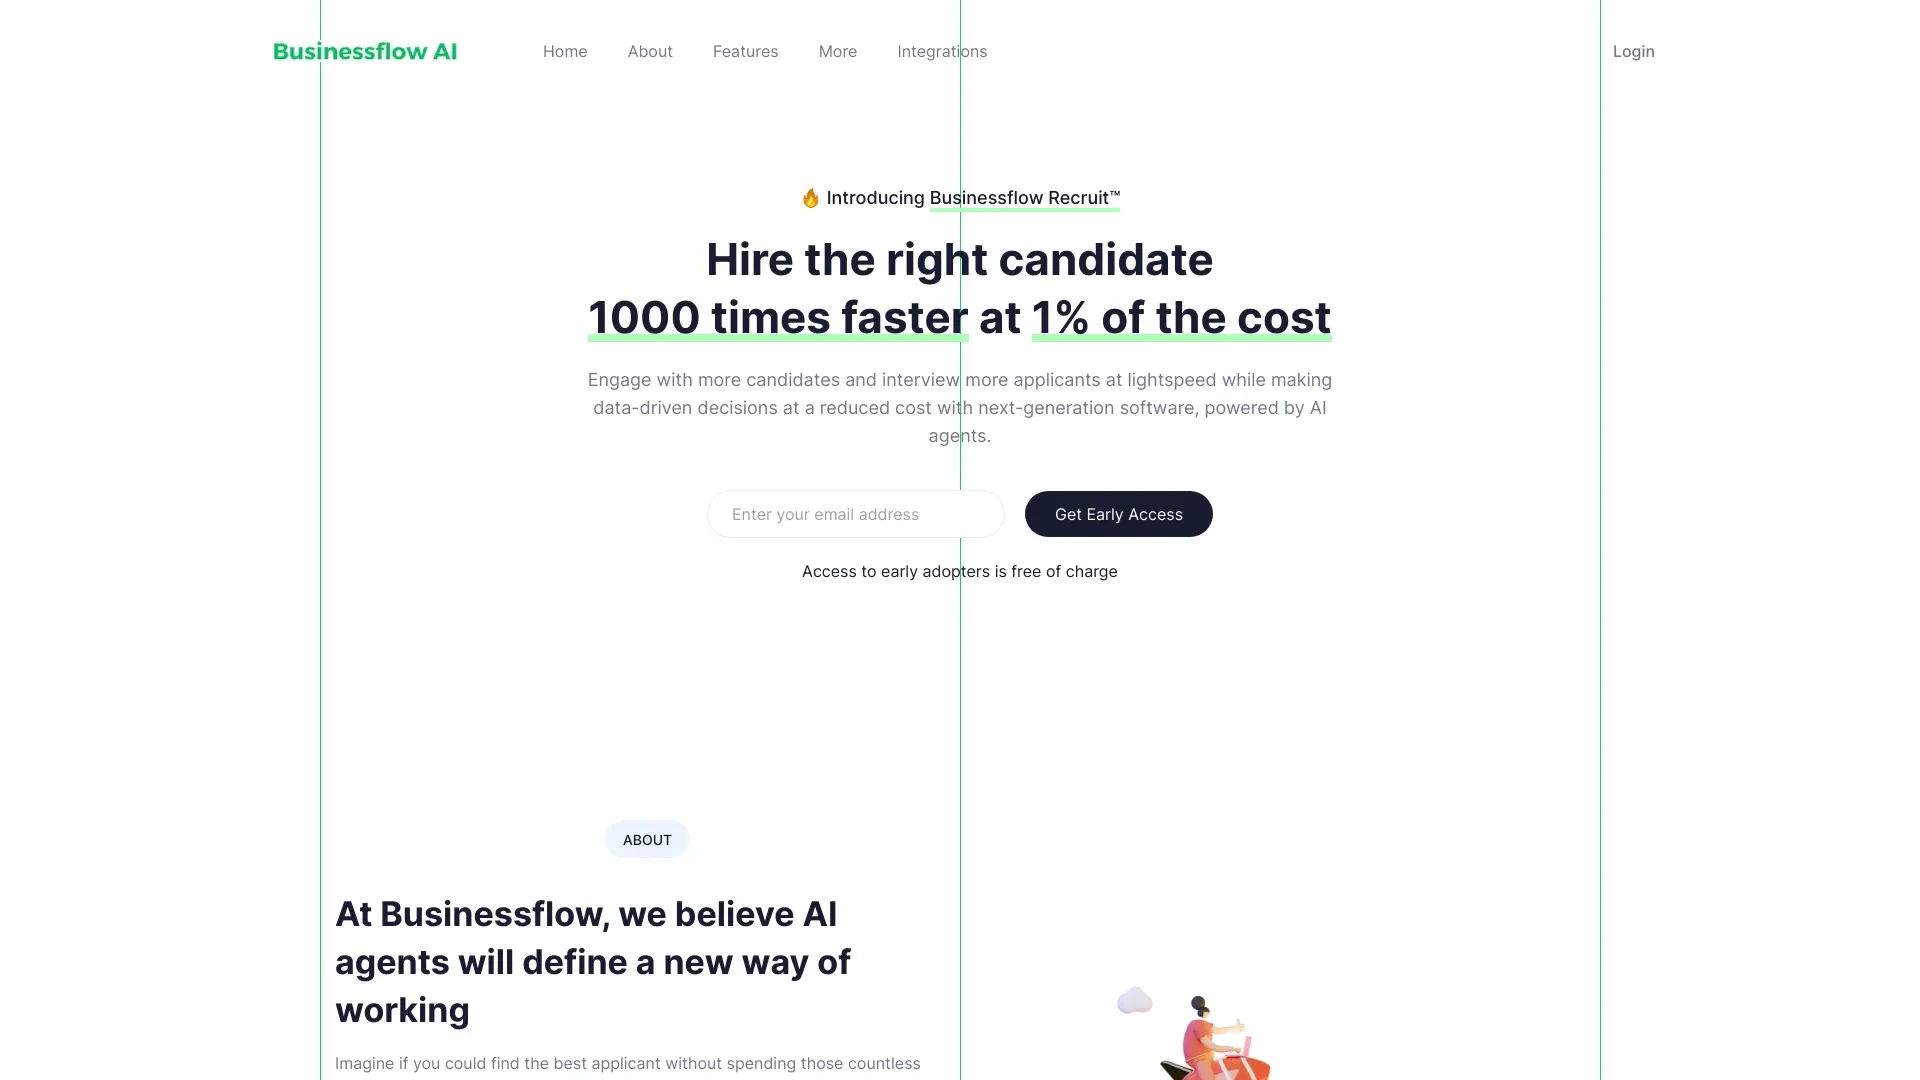 Businessflow AI
Home
About
Features
More
Integrations
Login
Introducing Businessflow Recruit™
Hire the right candidate
1000 times faster at 1% of the cost
Engage with more candidates and interview more applicants at lightspeed while making
data-driven decisions at a reduced cost with next-generation software, powered by AI
agents.
Enter your email address
Get Early Access
Access to early adopters is free of charge
ABOUT
At Businessflow, we believe AI
agents will define a new way of
working
Imagine if you could find the best applicant without spending those countless